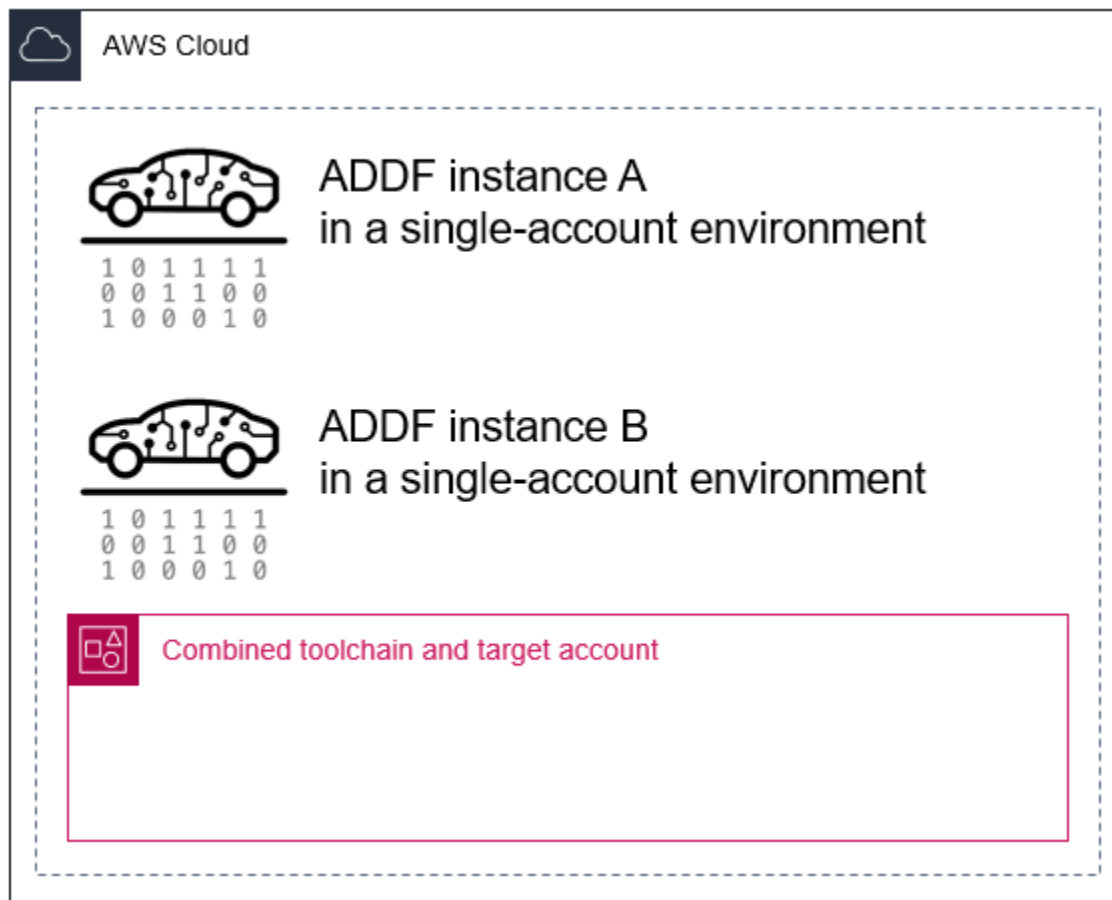 AWS Cloud
ADDF instance A
in a single-account environment
1 0 1 1 1 1
0 0 1 1 0 0
1 0 0 0 1 0
ADDF instance B
in a single-account environment
1 0 1 1 1 1
0 0 1 1 0 0
1 0 0 0 1 0
Combined toolchain and target account